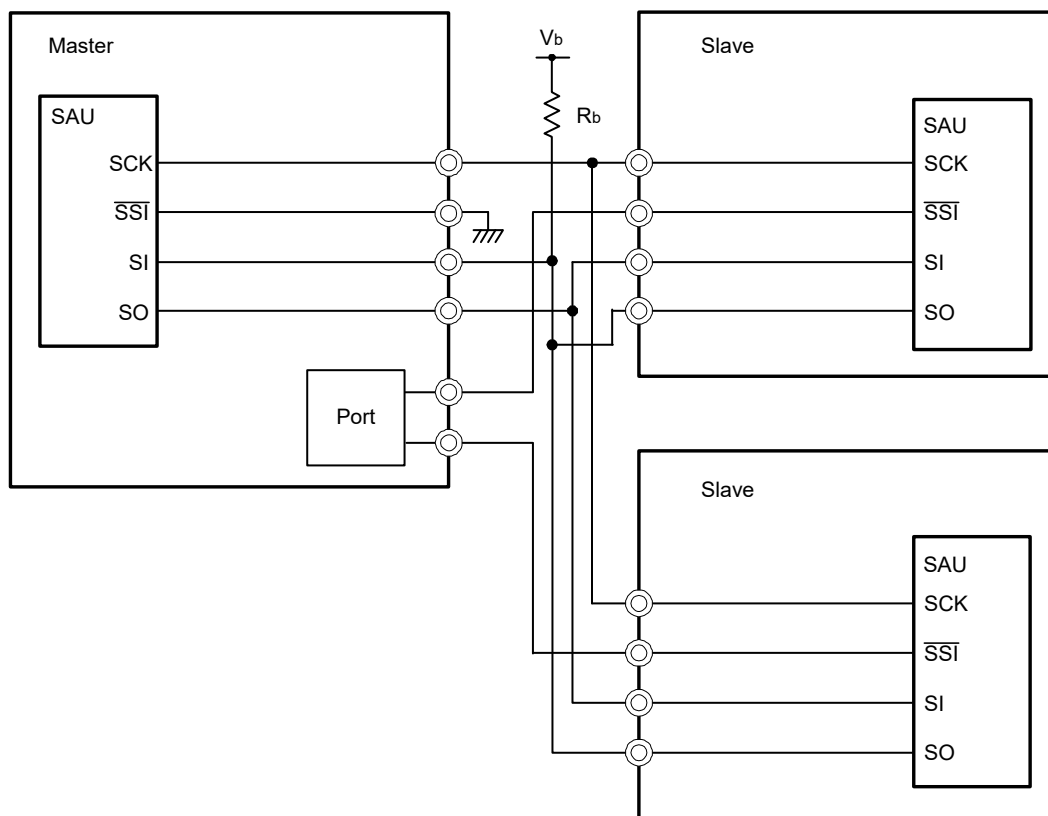 Master
SAU
SCK
SSI
SI
SO
Port
Vb
Rb
Slave
SAU
SCK
SSI
SI
SO
Slave
SAU
SCK
SSI
SI
SO